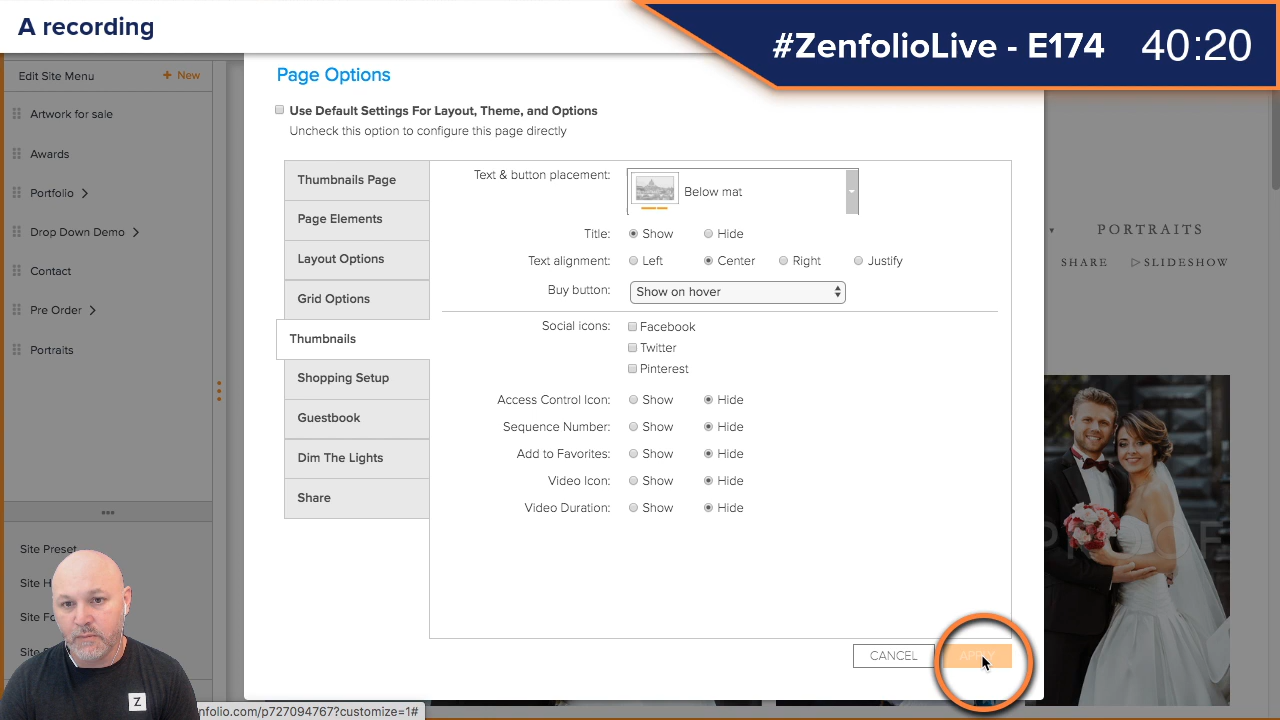 A recording
#ZenfolioLive - E174 40:20
Edit Site Menu + New
Artwork for sale
Awards
Portfolio
Drop Down Demo
Contact
Pre Order
Portraits
Site Preset
Site H
Site Fo
Page Options
Use Default Settings For Layout, Theme, and Options
Uncheck this option to configure this page directly
Thumbnails Page
Page Elements
Layout Options
Grid Options
Thumbnails
Shopping Setup
Guestbook
Dim The Lights
Share
Text & button placement: Below mat
Title: Show Hide
Text alignment: Left Center Right Justify
Buy button: Show on hover
Social icons: Facebook
Twitter
Pinterest
Access Control Icon: Show Hide
Sequence Number: Show Hide
Add to Favorites: Show Hide
Video Icon: Show Hide
Video Duration: Show Hide
CANCEL APPLY
PORTRAITS
SHARE SLIDESHOW
PROOF
Z
nfolio.com/p727094767?customize=1#